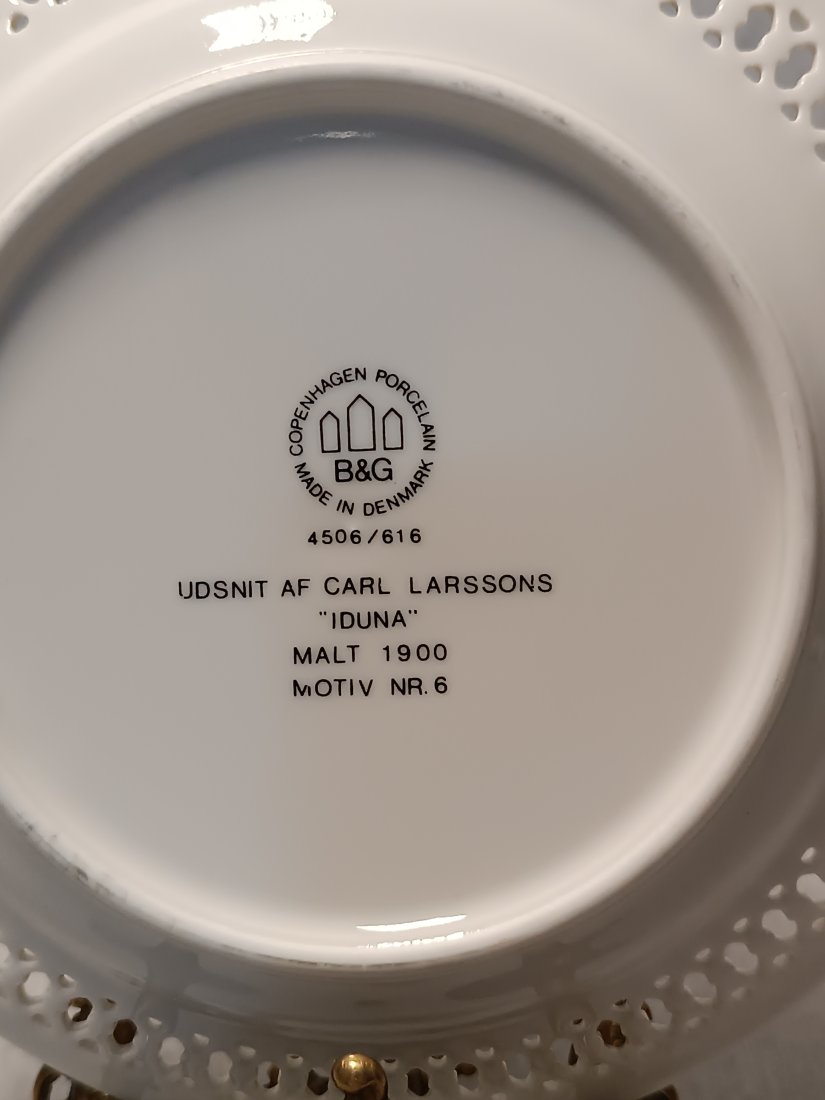 COPENHAGEN PORCELAIN
B&G
MADE IN DENMARK
4506/616
UDSNIT AF CARL LARSSONS
"IDUNA"
MALT 1900
MOTIV NR. 6